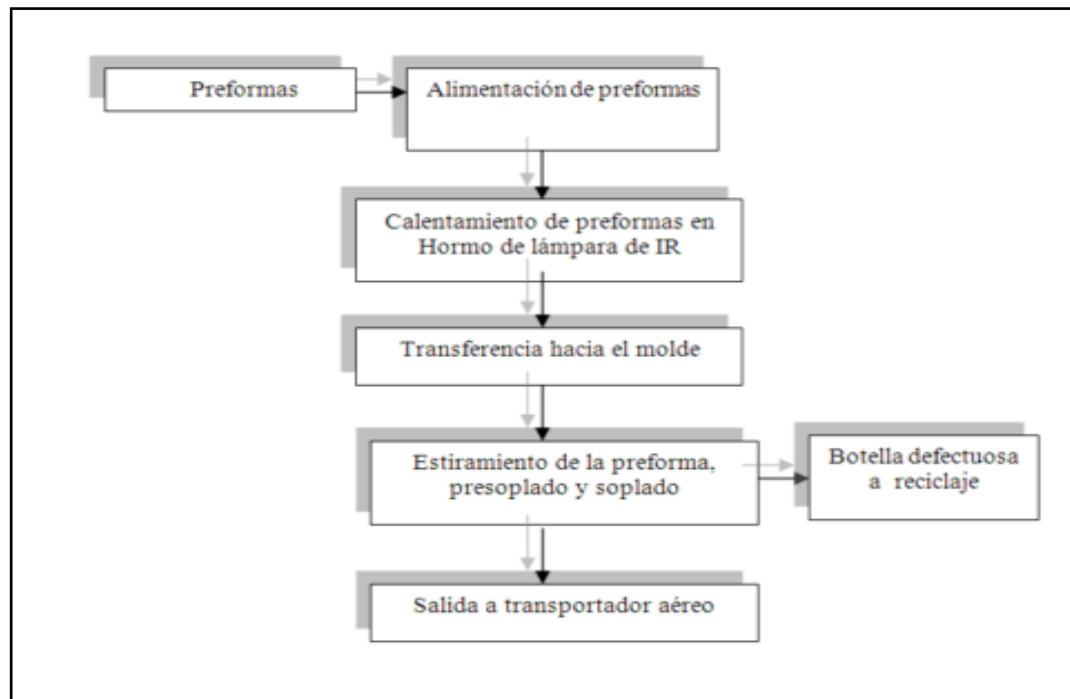 Preformas
Alimentación de preformas
Calentamiento de preformas en
Hormo de lámpara de IR
Transferencia hacia el molde
Estiramiento de la preforma,
presoplado y soplado
Botella defectuosa
a reciclaje
Salida a transportador aéreo